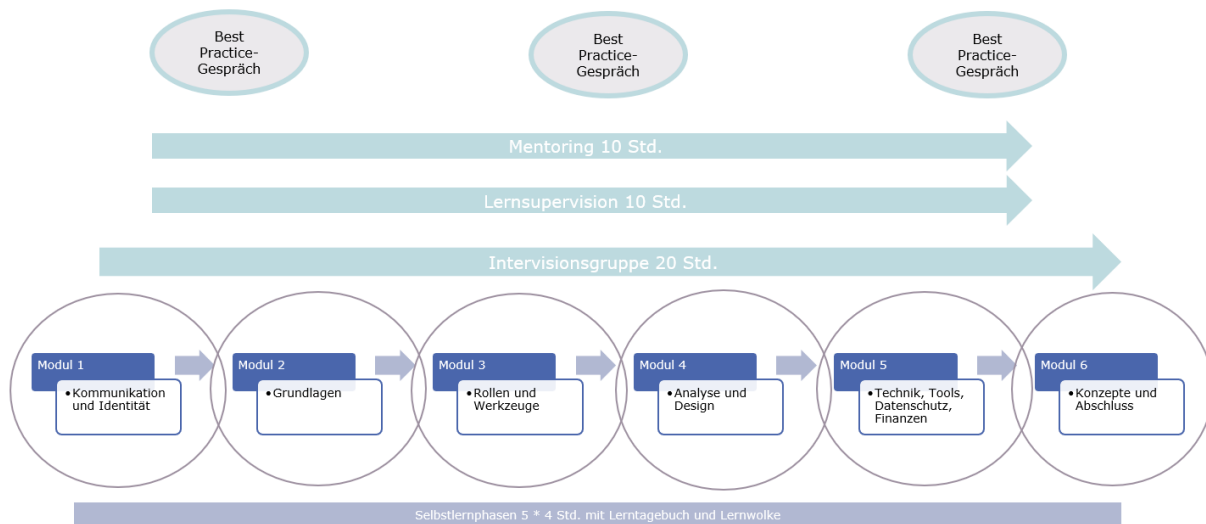 Best
Practice-
Gespräch
Best
Practice-
Gespräch
Best
Practice-
Gespräch
Mentoring 10 Std.
Lernsupervision 10 Std.
Intervisionsgruppe 20 Std.
Modul 1
•Kommunikation
und Identität
Modul 2
•Grundlagen
Modul 3
•Rollen und
Werkzeuge
Modul 4
•Analyse und
Design
Modul 5
•Technik, Tools,
Datenschutz,
Finanzen
Modul 6
•Konzepte und
Abschluss
Selbstlernphasen 5 * 4 Std. mit Lerntagebuch und Lernwolke